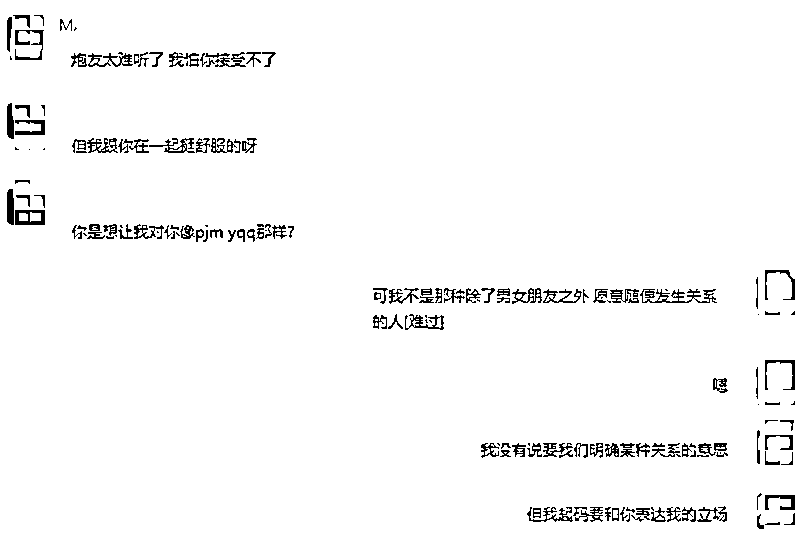 M,
炮友太难听了 我怕你接受不了
但我跟你在一起挺舒服的呀
你是想让我对你像pjm yqq那样?
可我不是那种除了男女朋友之外 愿意随便发生关系
的人[难过]
嗯
我没有说要我们明确某种关系的意思
但我起码要和你表达我的立场